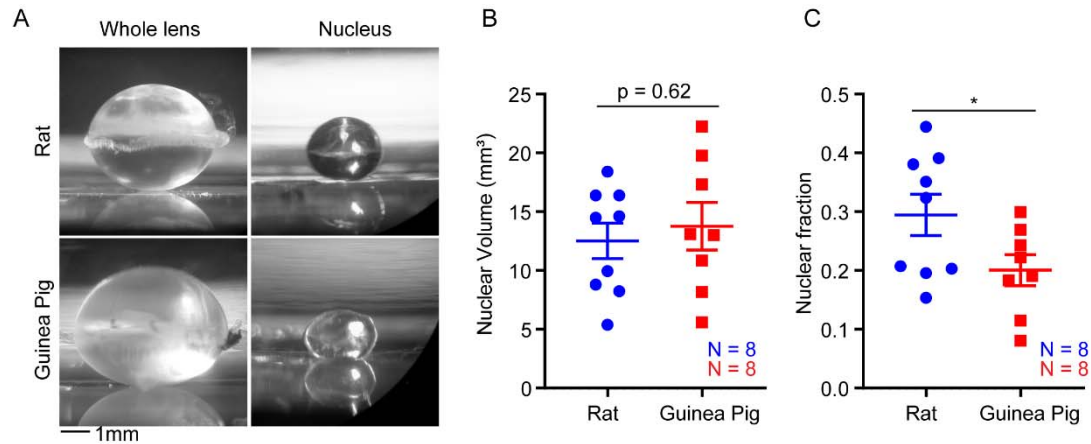 A
Whole lens
Nucleus
Rat
Guinea Pig
1mm
B
p = 0.62
Nuclear Volume (mm³)
25
20
15
10
5
0
N = 8
N = 8
Rat
Guinea Pig
C
*
Nuclear fraction
0.5
0.4
0.3
0.2
0.1
0.0
N = 8
N = 8
Rat
Guinea Pig